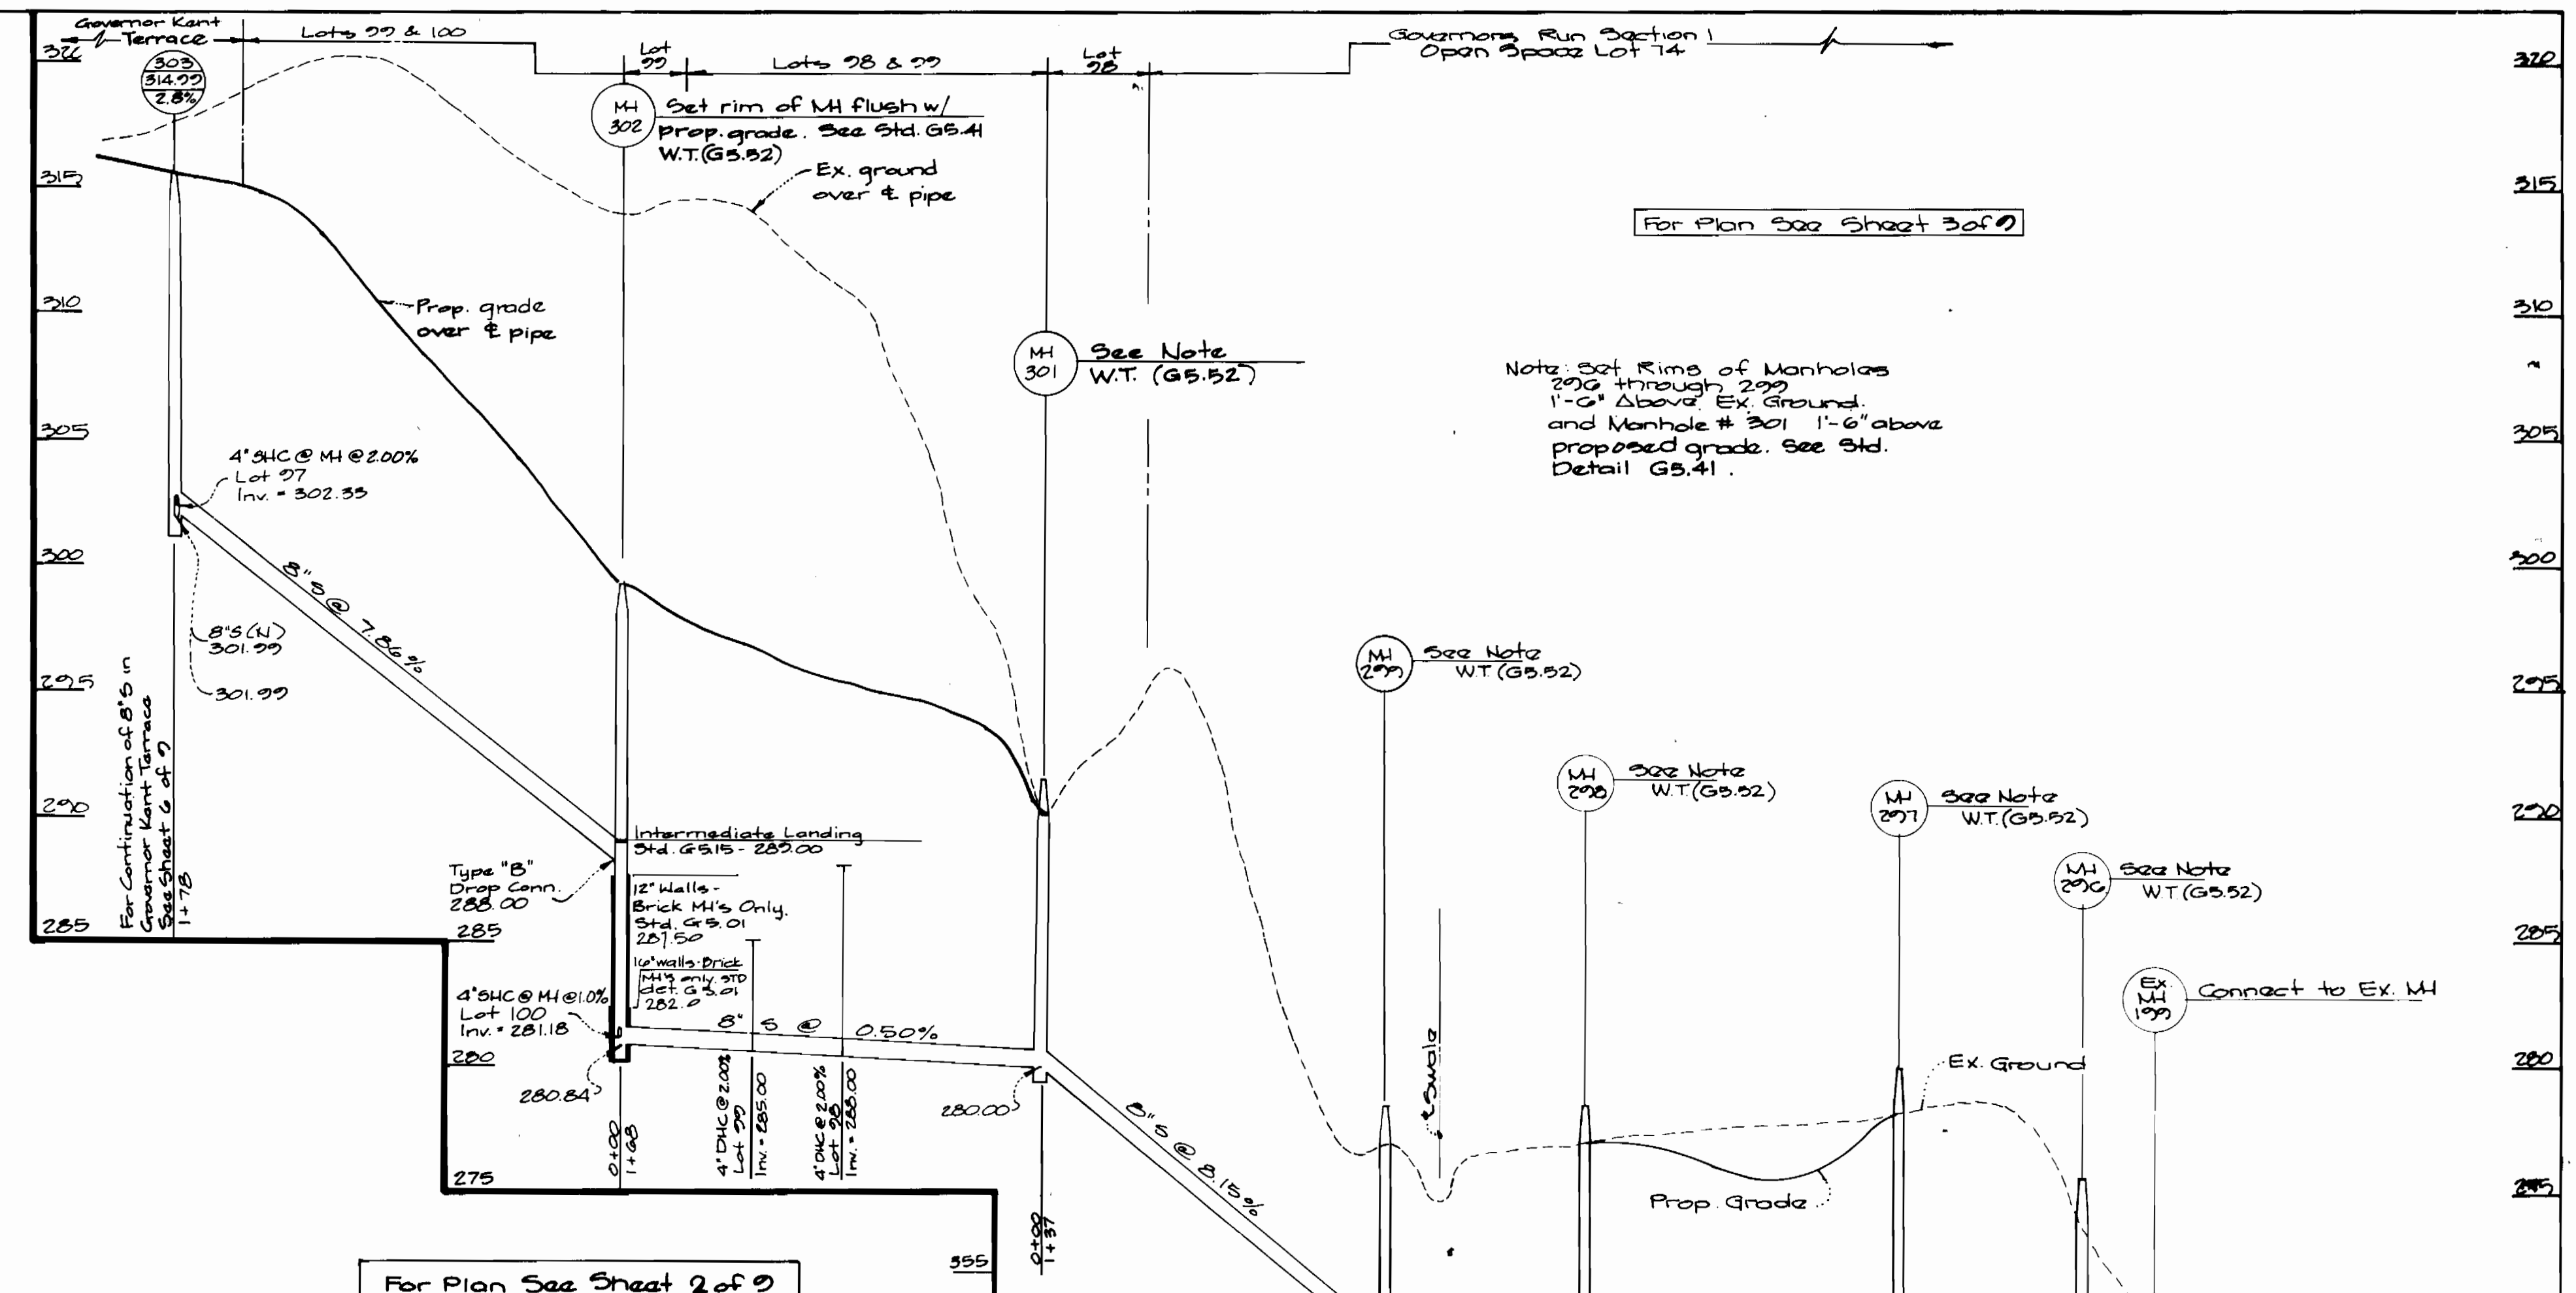 Governor Kent
Terrace
Lots 99 & 100
Lot
99
Lots 98 & 99
Lot
98
Governors Run Section 1
Open Space Lot 74
320
303
314.99
2.8%
MH
302
Set rim of MH flush w/
prop. grade. See Std. G5.41
W.T. (G5.52)
Ex. ground
over ℄ pipe
320
315
315
For Plan See Sheet 3 of 9
310
Prop. grade
over ℄ pipe
310
MH
301
See Note
W.T. (G5.52)
Note: Set Rims of Manholes
296 through 299
1'-6" Above Ex. Ground.
and Manhole # 301 1'-6" above
proposed grade. See Std.
Detail G5.41.
305
305
4" SHC @ MH @ 2.00%
Lot 97
Inv. = 302.33
300
300
8" S @ 7.86%
8" S (N)
301.99
301.99
295
295
For Continuation of 8" S in
Governor Kent Terrace
See Sheet 6 of 9
1+78
MH
299
See Note
W.T. (G5.52)
MH
298
See Note
W.T. (G5.52)
MH
297
See Note
W.T. (G5.52)
MH
296
See Note
W.T (G5.52)
290
290
Intermediate Landing
Std. G5.15 - 289.00
Type "B"
Drop Conn.
288.00
12" Walls -
Brick MH's Only.
Std. G5.01
287.50
16" walls-Brick
MH's only. STD
det. G5.01
282.0
285
285
285
Ex.
MH
199
Connect to Ex. MH
4" SHC @ MH @ 1.0%
Lot 100
Inv. = 281.18
8" S @ 0.50%
280
280
280.84
280.00
0+00
1+68
4" DHC @ 2.00%
Lot 99
Inv. = 285.00
4" DHC @ 2.00%
Lot 98
Inv. = 288.00
8" S @ 8.15%
℄ Swale
Ex. Ground
Prop. Grade
275
275
0+00
1+37
355
For Plan See Sheet 2 of 9